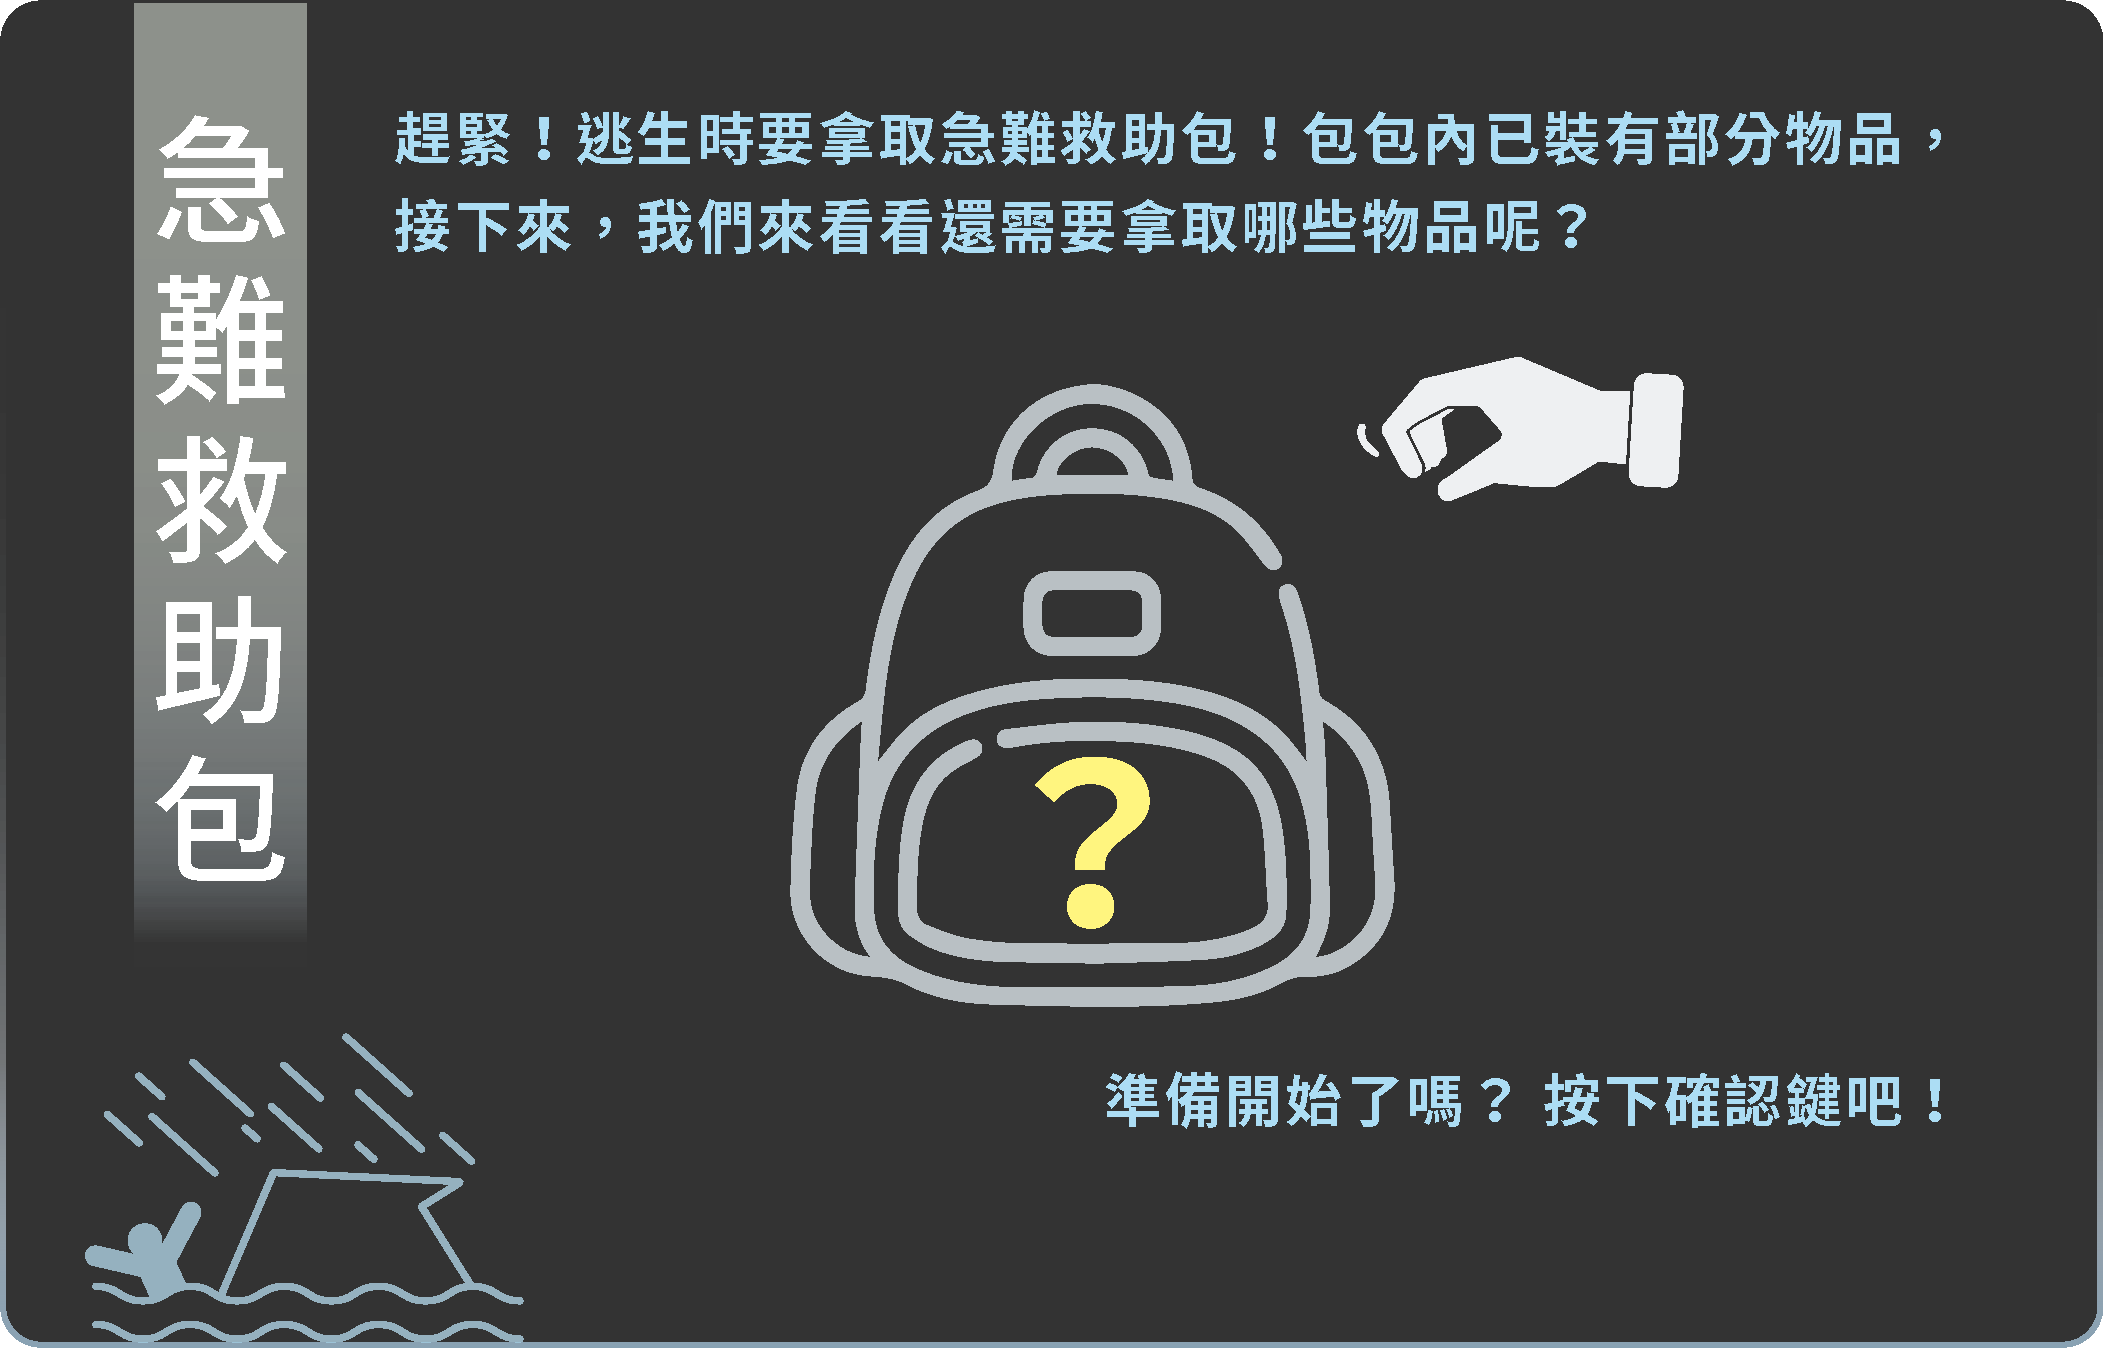 急難救助包
趕緊！逃生時要拿取急難救助包！包包內已裝有部分物品，
接下來，我們來看看還需要拿取哪些物品呢？
?
準備開始了嗎？ 按下確認鍵吧！